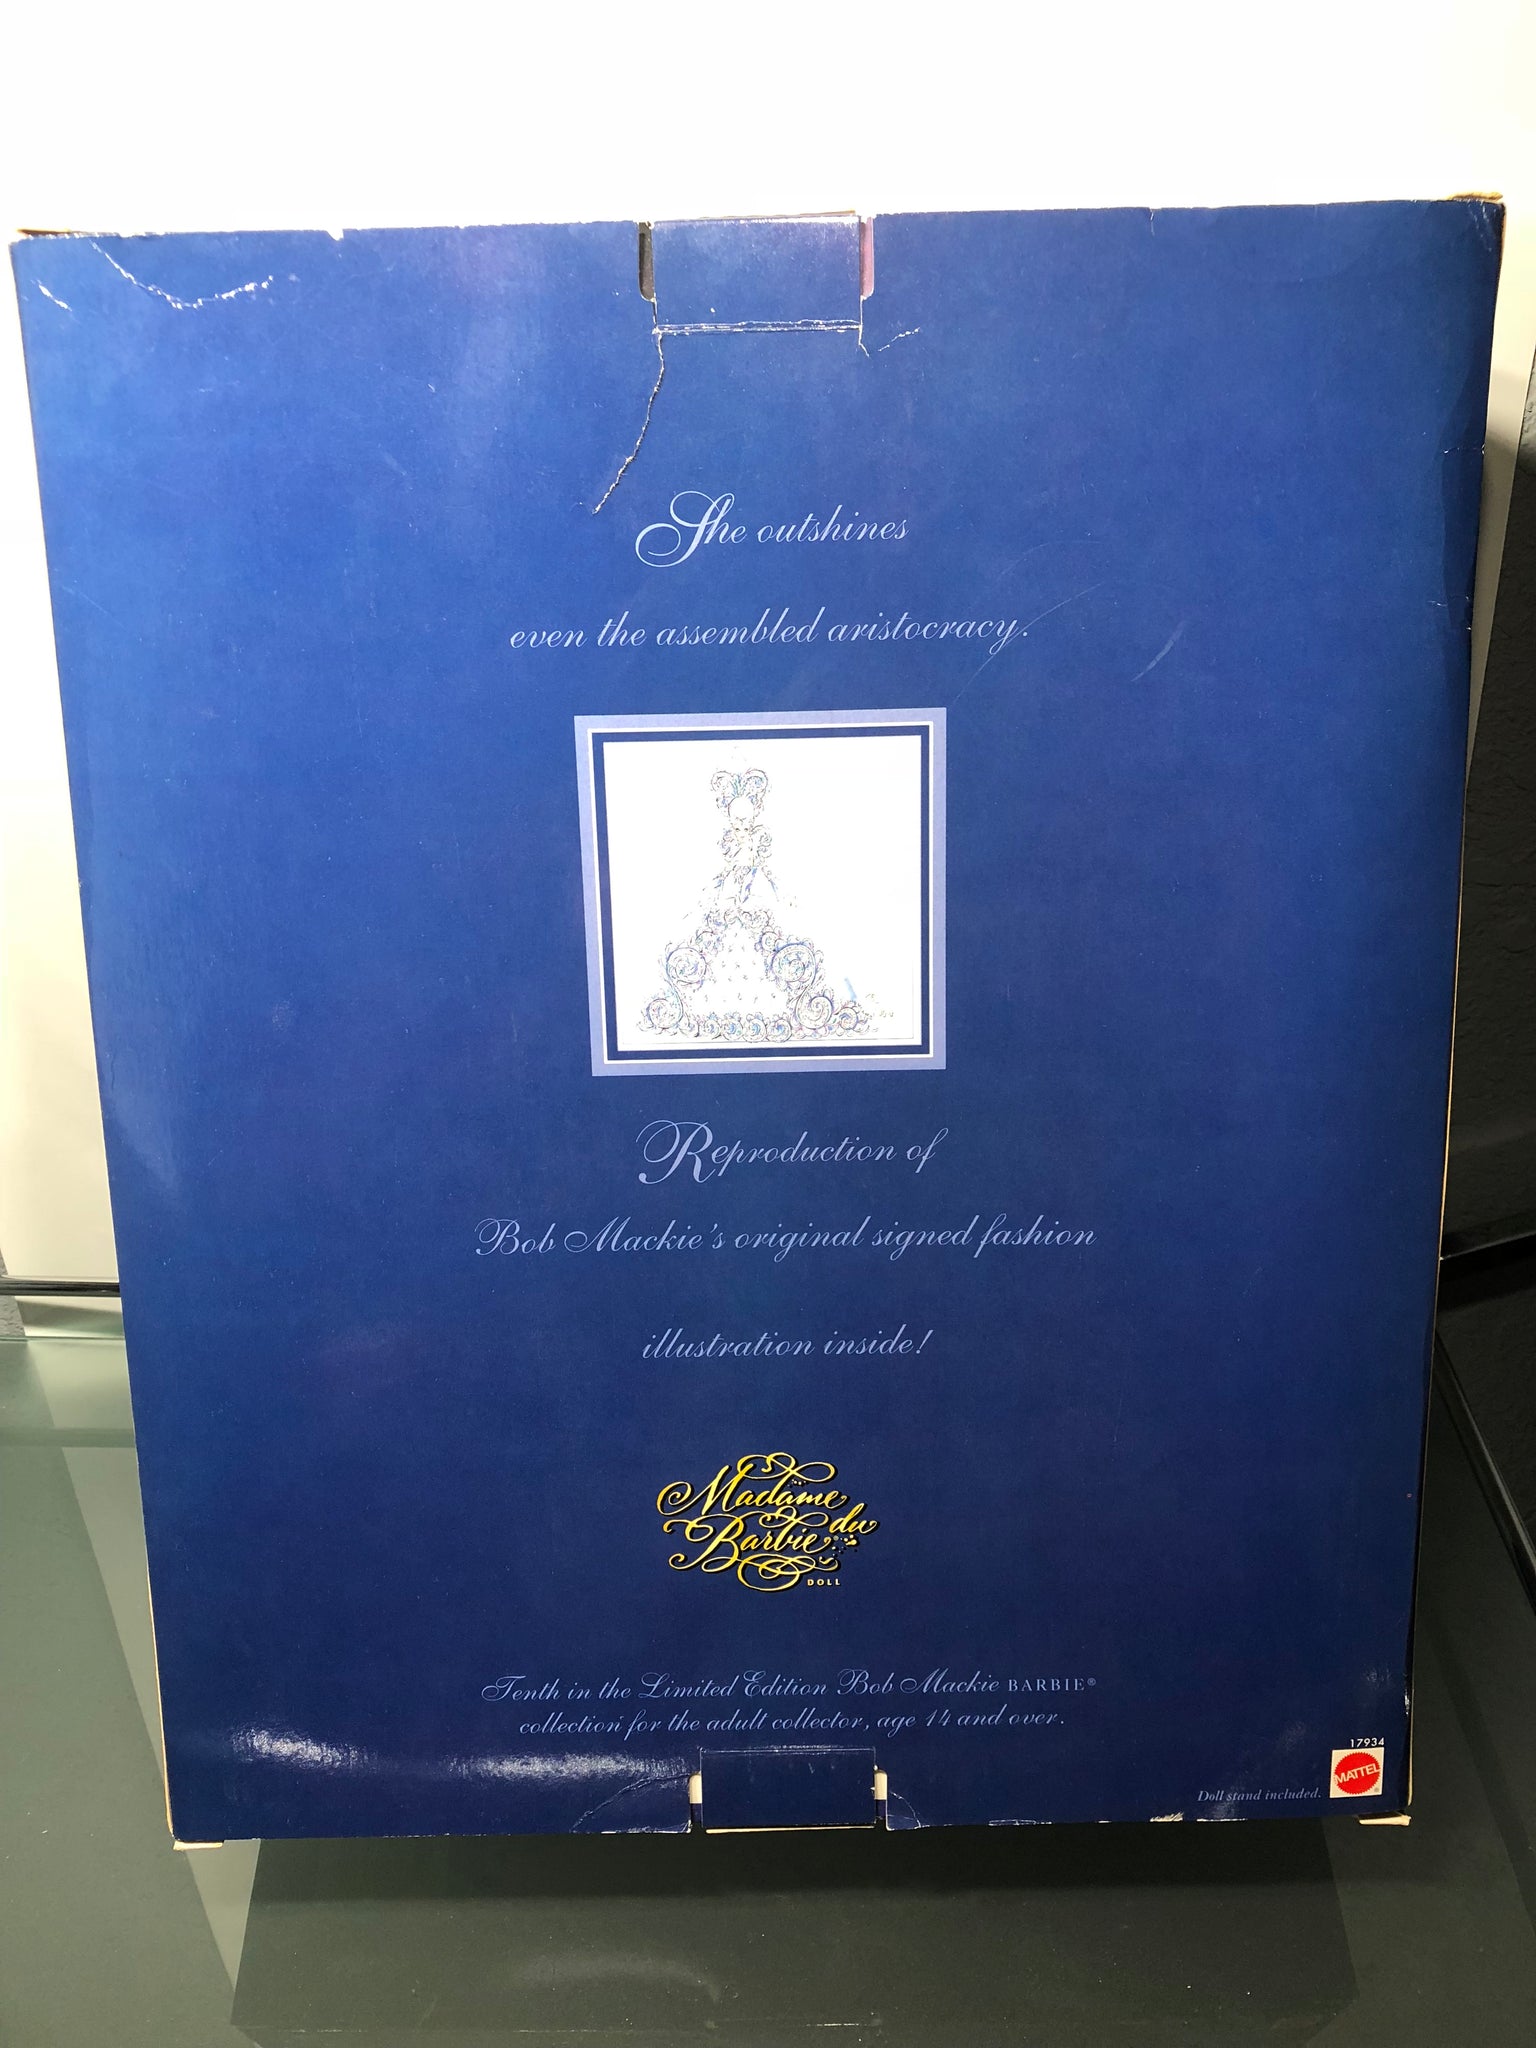 She outshines
even the assembled aristocracy.
Reproduction of
Bob Mackie's original signed fashion
illustration inside!
Madame du
Barbie
DOLL
Tenth in the Limited Edition Bob Mackie BARBIE®
collection for the adult collector, age 14 and over.
17934
MATTEL
®
Doll stand included.